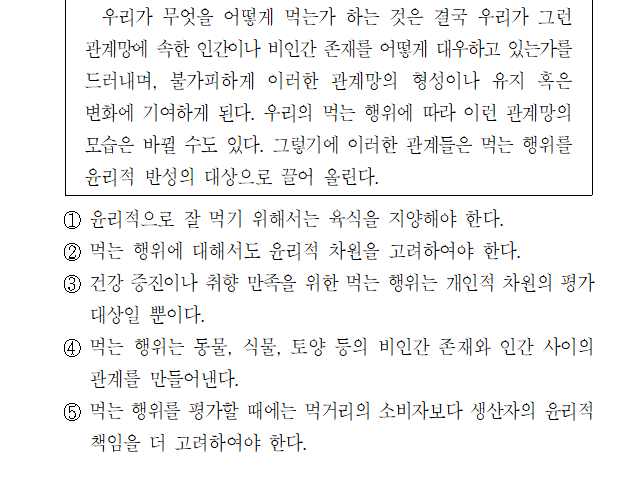 우리가 무엇을 어떻게 먹는가 하는 것은 결국 우리가 그런
관계망에 속한 인간이나 비인간 존재를 어떻게 대우하고 있는가를
드러내며, 불가피하게 이러한 관계망의 형성이나 유지 혹은
변화에 기여하게 된다. 우리의 먹는 행위에 따라 이런 관계망의
모습은 바뀔 수도 있다. 그렇기에 이러한 관계들은 먹는 행위를
윤리적 반성의 대상으로 끌어 올린다.
① 윤리적으로 잘 먹기 위해서는 육식을 지양해야 한다.
② 먹는 행위에 대해서도 윤리적 차원을 고려하여야 한다.
③ 건강 증진이나 취향 만족을 위한 먹는 행위는 개인적 차원의 평가
대상일 뿐이다.
④ 먹는 행위는 동물, 식물, 토양 등의 비인간 존재와 인간 사이의
관계를 만들어낸다.
⑤ 먹는 행위를 평가할 때에는 먹거리의 소비자보다 생산자의 윤리적
책임을 더 고려하여야 한다.